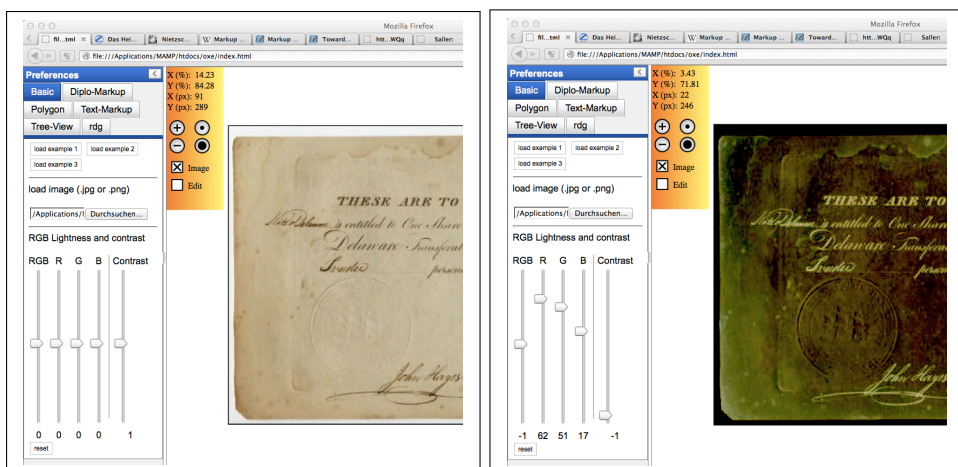 Mozilla Firefox
fil...tml
Das Hei...
Nietzsc...
Markup ...
Markup ...
Toward...
htt...WQq
Saller:
file:///Applications/MAMP/htdocs/oxe/index.html
Preferences
Basic Diplo-Markup
Polygon Text-Markup
Tree-View rdg
load example 1 load example 2
load example 3
load image (.jpg or .png)
/Applications/ Durchsuchen...
RGB Lightness and contrast
RGB R G B Contrast
0 0 0 0 1
reset
X (%): 14.23
Y (%): 84.28
X (px): 91
Y (px): 289
Image
Edit
THESE ARE TO
is entitled to One Share
Delaware
Trustee
John Hayes
Mozilla Firefox
fil...tml
Das Hei...
Nietzsc...
Markup ...
Markup ...
Toward...
htt...WQq
Saller:
file:///Applications/MAMP/htdocs/oxe/index.html
Preferences
Basic Diplo-Markup
Polygon Text-Markup
Tree-View rdg
load example 1 load example 2
load example 3
load image (.jpg or .png)
/Applications/ Durchsuchen...
RGB Lightness and contrast
RGB R G B Contrast
-1 62 51 17 -1
reset
X (%): 3.43
Y (%): 71.81
X (px): 22
Y (px): 246
Image
Edit
THESE ARE TO
is entitled to One Share
Delaware
Trustee
John Hayes